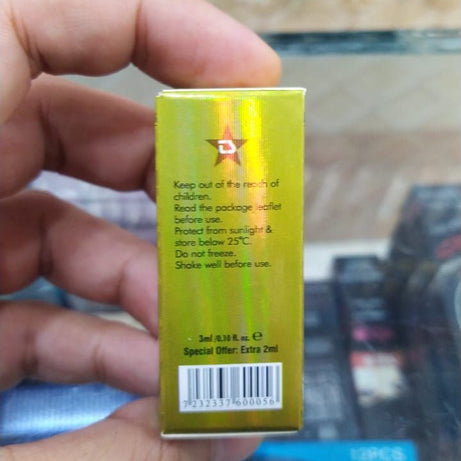 Keep out of the reach of
children.
Read the package leaflet
before use.
Protect from sunlight &
store below 25°C.
Do not freeze.
Shake well before use.
3ml /0.10 fl. oz. ℮
Special Offer: Extra 2ml
7 232337 600056
12PCS